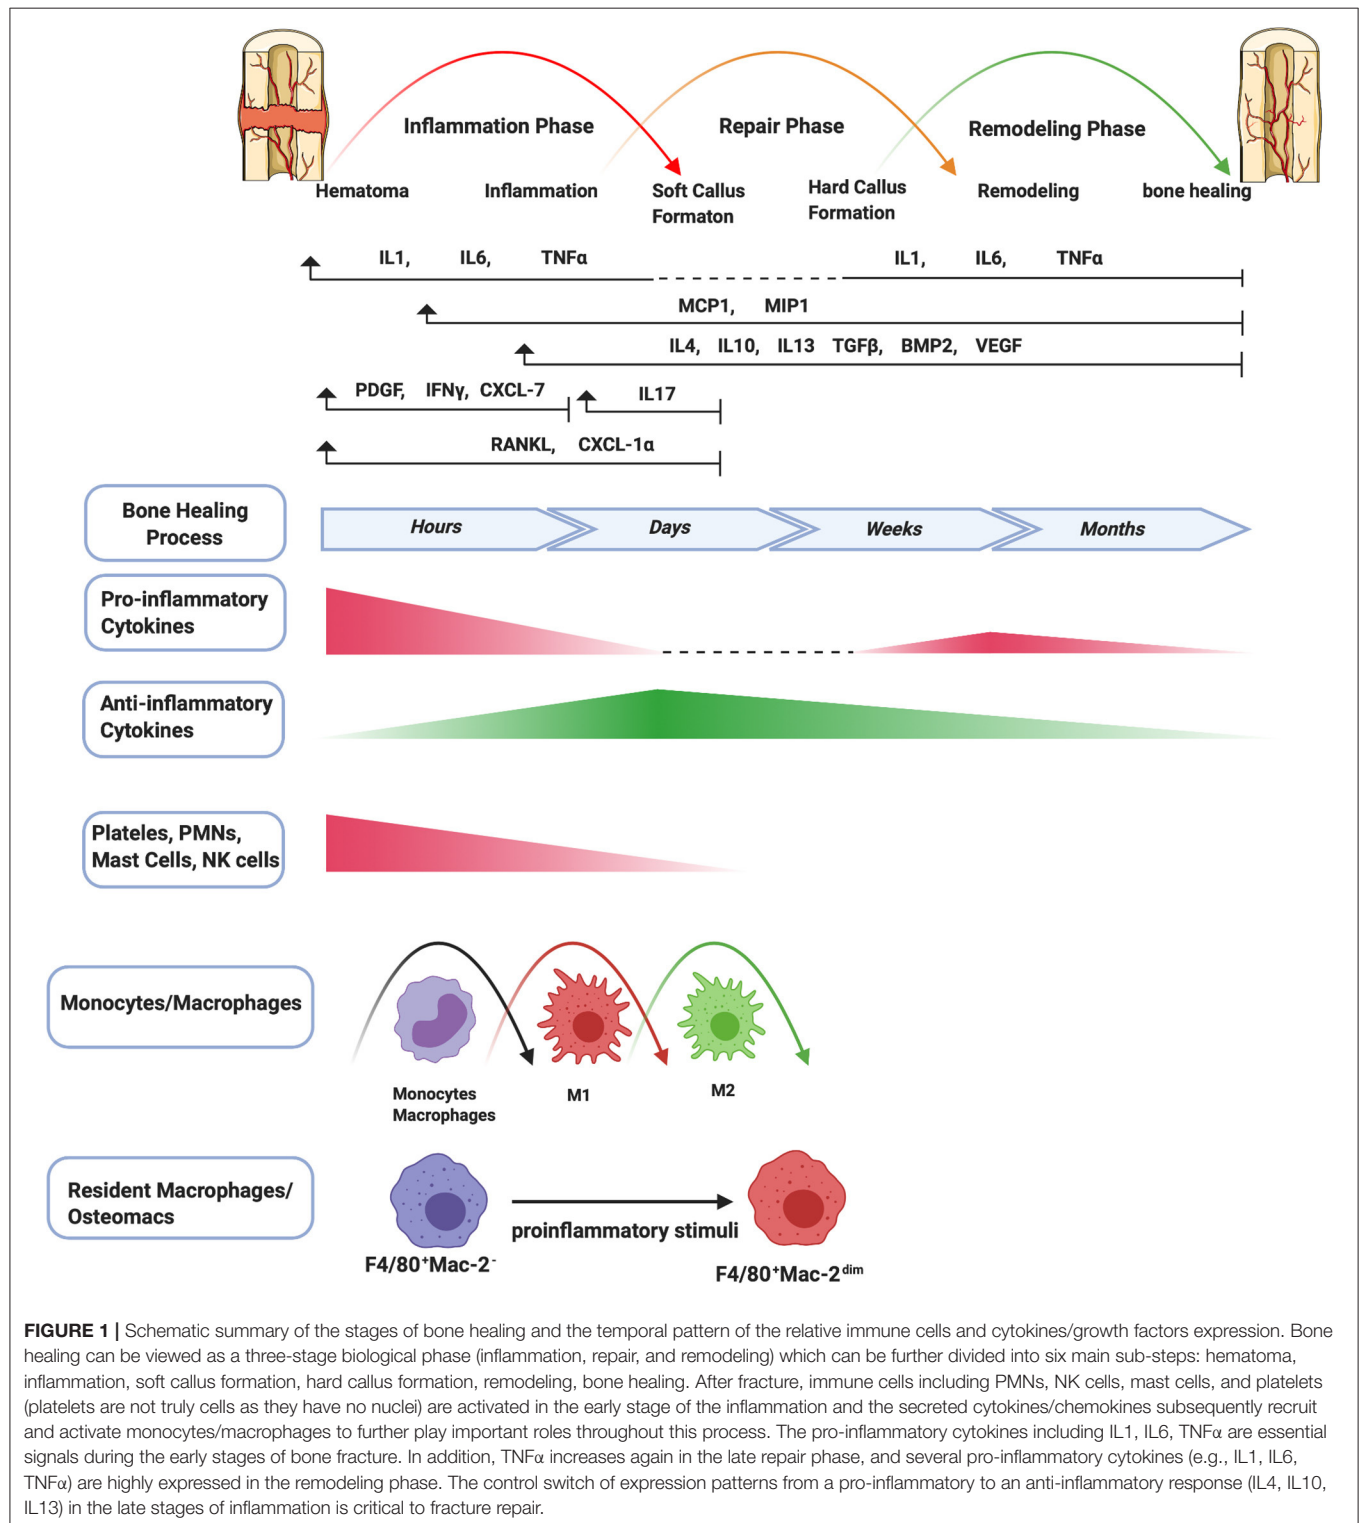 Inflammation Phase
Repair Phase
Remodeling Phase
Hematoma
Inflammation
Soft Callus
Formaton
Hard Callus
Formation
Remodeling
bone healing
IL1, IL6, TNFα
IL1, IL6, TNFα
MCP1, MIP1
IL4, IL10, IL13 TGFβ, BMP2, VEGF
PDGF, IFNγ, CXCL-7
IL17
RANKL, CXCL-1α
Bone Healing
Process
Hours
Days
Weeks
Months
Pro-inflammatory
Cytokines
Anti-inflammatory
Cytokines
Plateles, PMNs,
Mast Cells, NK cells
Monocytes/Macrophages
Monocytes
Macrophages
M1
M2
Resident Macrophages/
Osteomacs
proinflammatory stimuli
F4/80⁺Mac-2⁻
F4/80⁺Mac-2ᵈⁱᵐ
FIGURE 1 | Schematic summary of the stages of bone healing and the temporal pattern of the relative immune cells and cytokines/growth factors expression. Bone
healing can be viewed as a three-stage biological phase (inflammation, repair, and remodeling) which can be further divided into six main sub-steps: hematoma,
inflammation, soft callus formation, hard callus formation, remodeling, bone healing. After fracture, immune cells including PMNs, NK cells, mast cells, and platelets
(platelets are not truly cells as they have no nuclei) are activated in the early stage of the inflammation and the secreted cytokines/chemokines subsequently recruit
and activate monocytes/macrophages to further play important roles throughout this process. The pro-inflammatory cytokines including IL1, IL6, TNFα are essential
signals during the early stages of bone fracture. In addition, TNFα increases again in the late repair phase, and several pro-inflammatory cytokines (e.g., IL1, IL6,
TNFα) are highly expressed in the remodeling phase. The control switch of expression patterns from a pro-inflammatory to an anti-inflammatory response (IL4, IL10,
IL13) in the late stages of inflammation is critical to fracture repair.